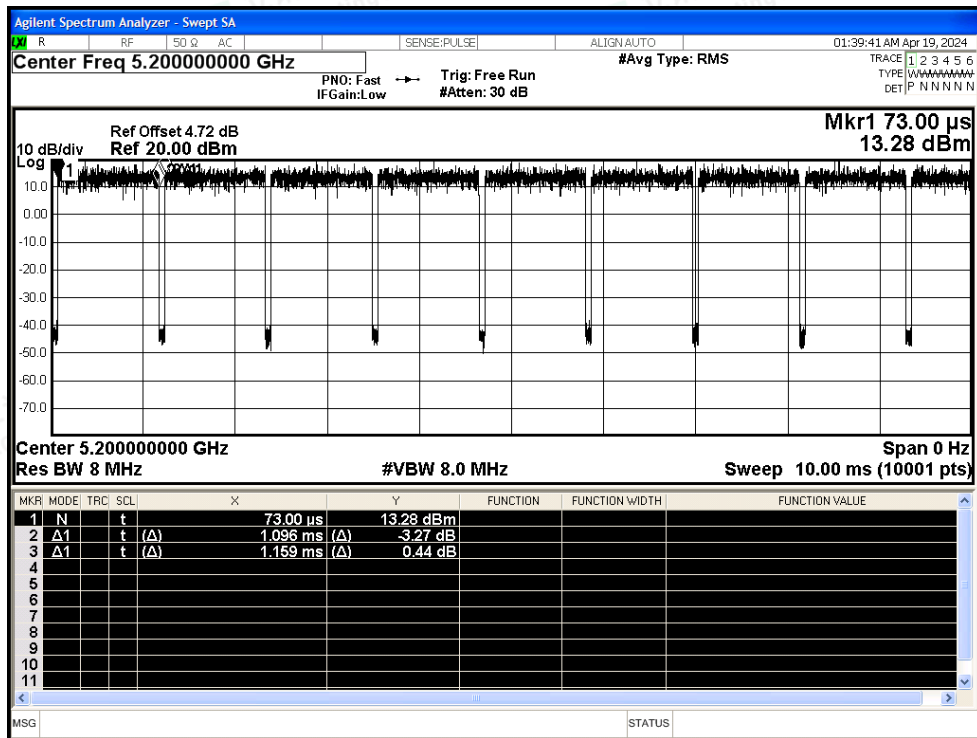 Agilent Spectrum Analyzer - Swept SA
LXI R RF 50 Ω AC SENSE:PULSE ALIGN AUTO 01:39:41 AM Apr 19, 2024
Center Freq 5.200000000 GHz
PNO: Fast
IFGain:Low
Trig: Free Run
#Atten: 30 dB
#Avg Type: RMS
TRACE 1 2 3 4 5 6
TYPE
DET P N N N N N
Mkr1 73.00 µs
13.28 dBm
Ref Offset 4.72 dB
10 dB/div Ref 20.00 dBm
Log
1
10.0
0.00
-10.0
-20.0
-30.0
-40.0
-50.0
-60.0
-70.0
Center 5.200000000 GHz Span 0 Hz
Res BW 8 MHz #VBW 8.0 MHz Sweep 10.00 ms (10001 pts)
MKR MODE TRC SCL X Y FUNCTION FUNCTION WIDTH FUNCTION VALUE
1 N t 73.00 µs 13.28 dBm
2 Δ1 t (Δ) 1.096 ms (Δ) -3.27 dB
3 Δ1 t (Δ) 1.159 ms (Δ) 0.44 dB
4
5
6
7
8
9
10
11
MSG STATUS